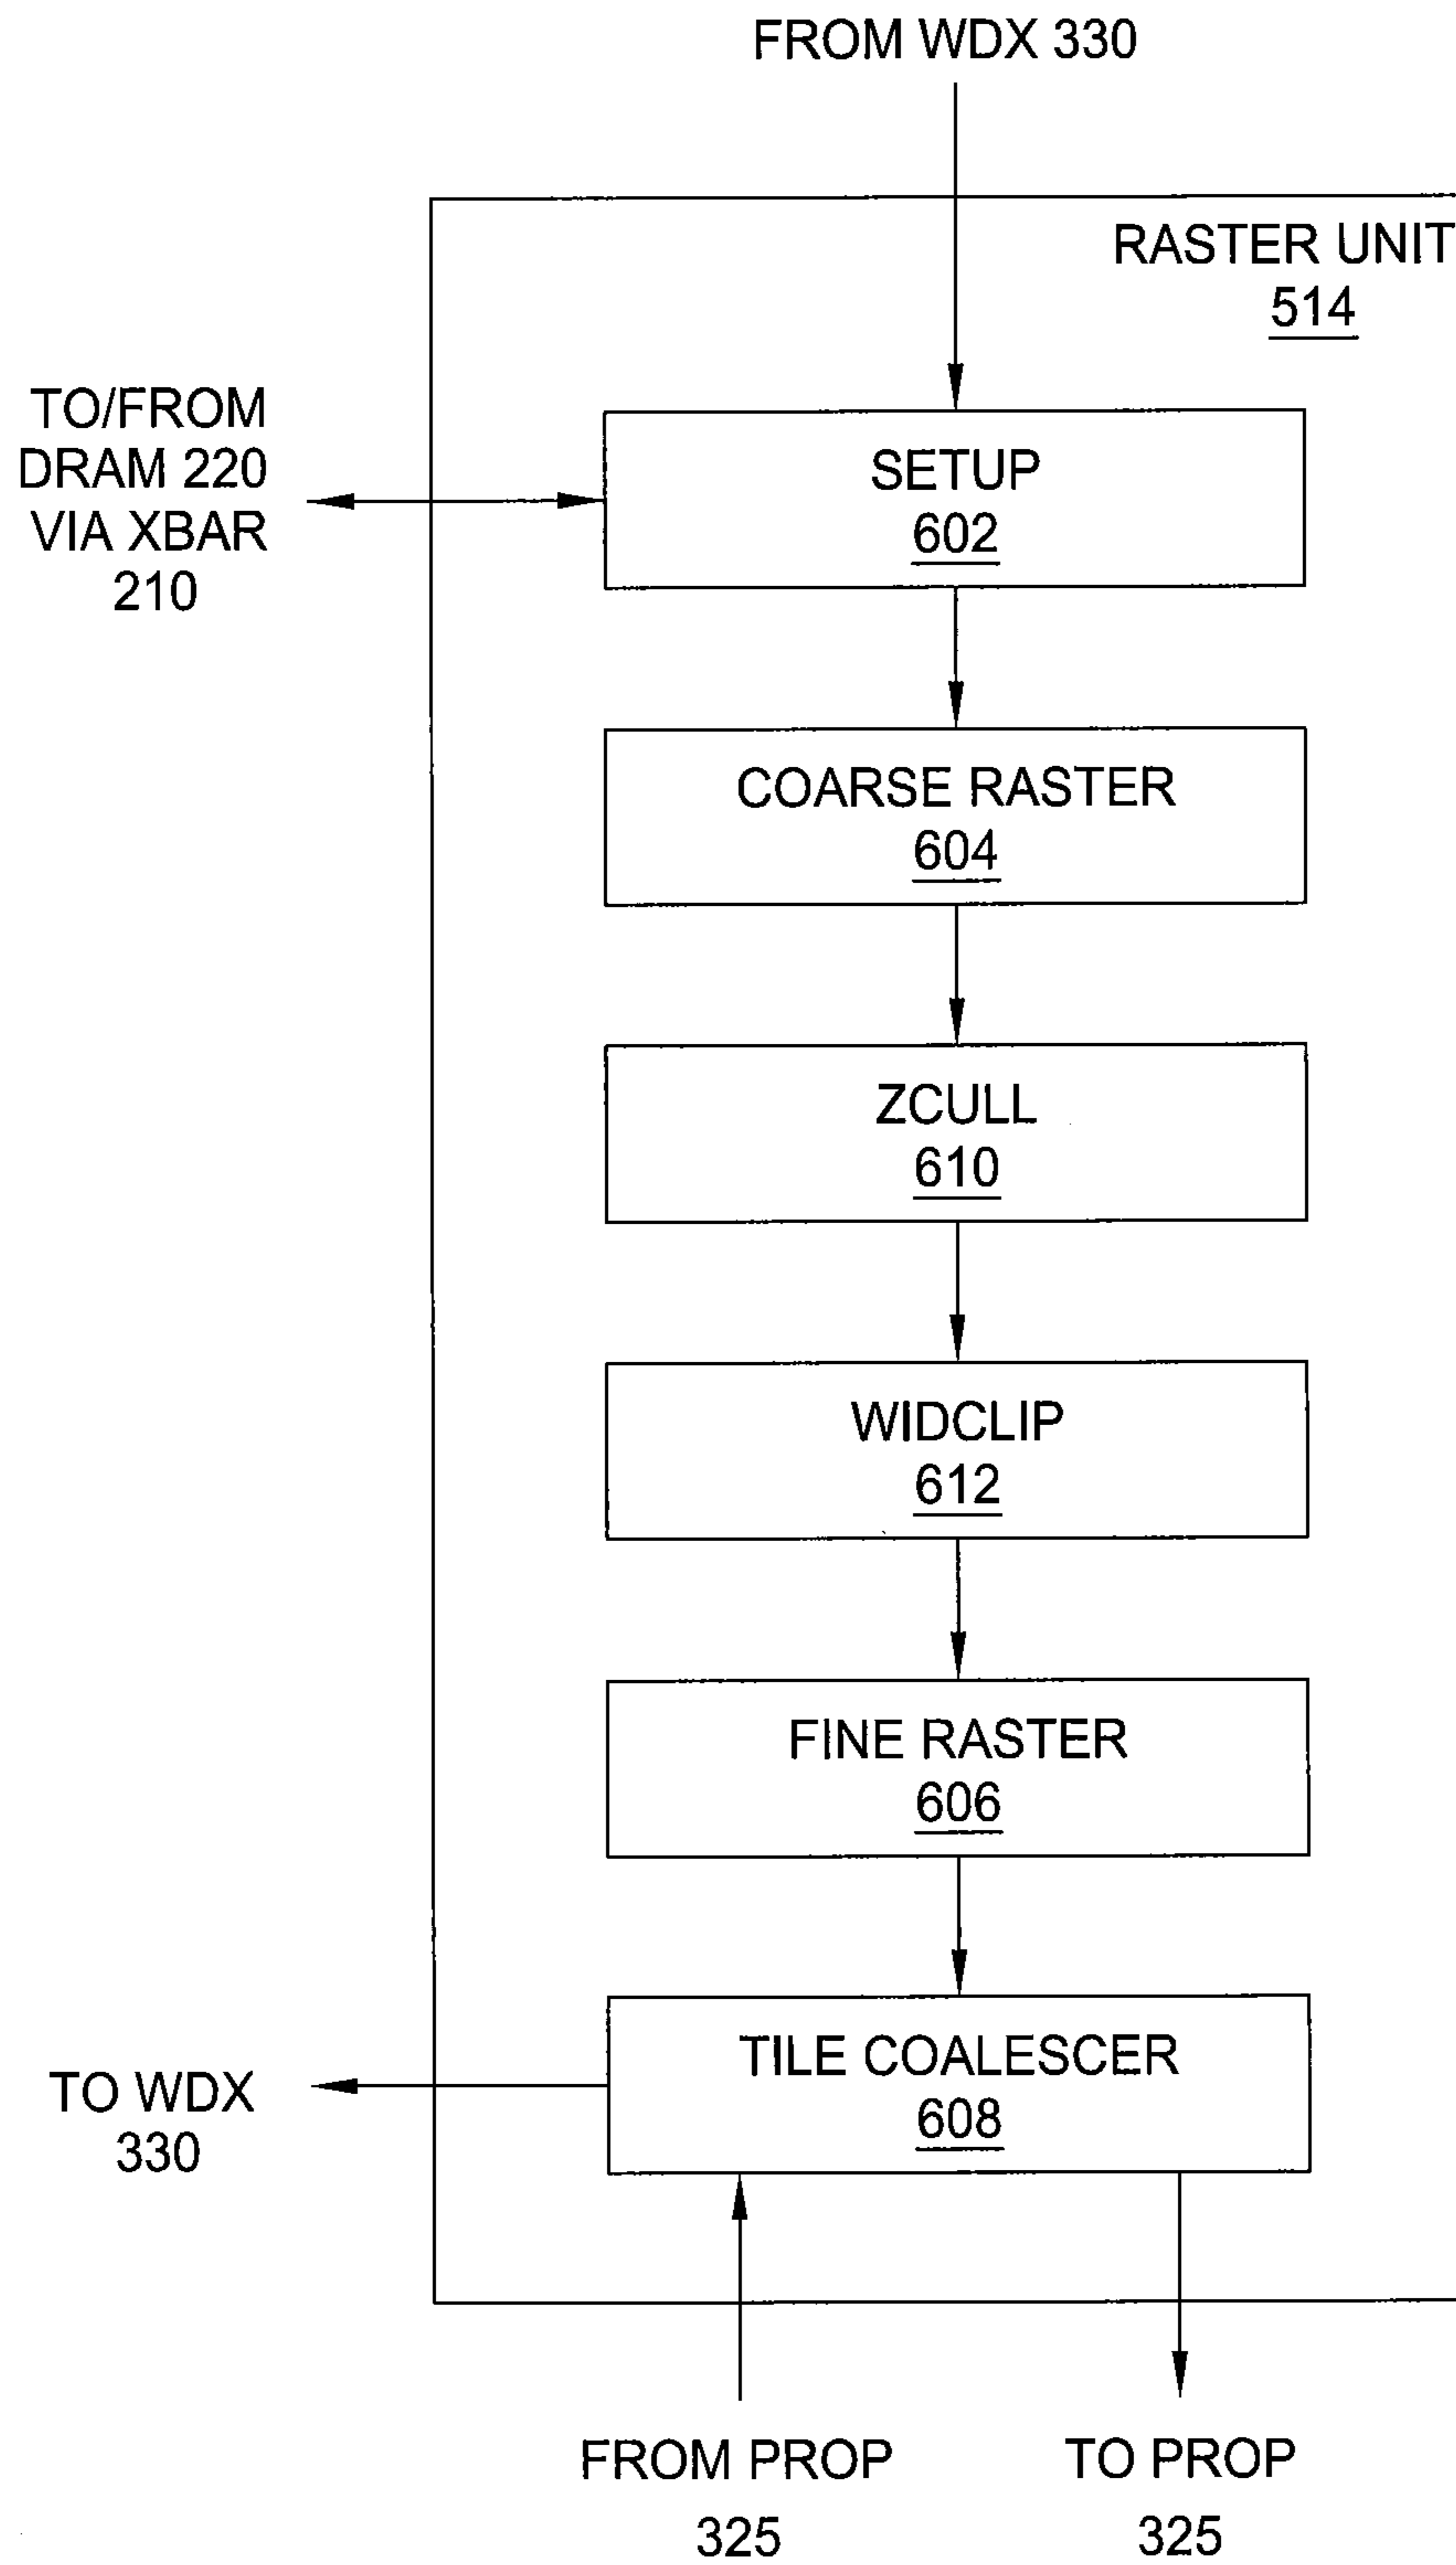 FROM WDX 330
RASTER UNIT
514
TO/FROM
DRAM 220
VIA XBAR
210
SETUP
602
COARSE RASTER
604
ZCULL
610
WIDCLIP
612
FINE RASTER
606
TILE COALESCER
608
TO WDX
330
FROM PROP
325
TO PROP
325